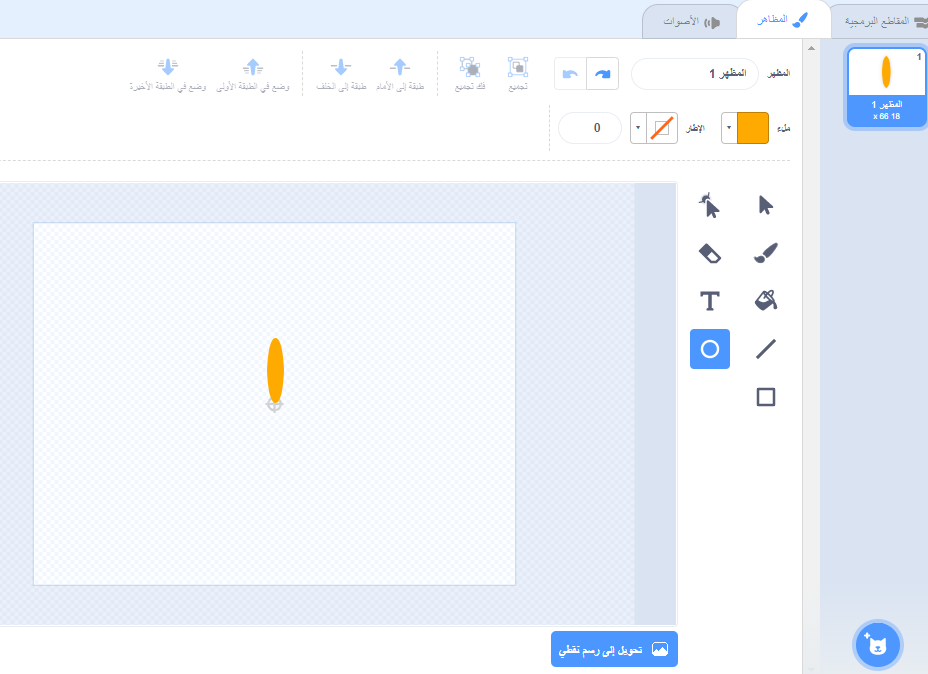 المقاطع البرمجية
المظاهر
الأصوات
1
المظهر 1
66 x 18
المظهر
المظهر 1
تجميع
فك تجميع
طبقة إلى الأمام
طبقة إلى الخلف
وضع في الطبقة الأولى
وضع في الطبقة الأخيرة
ملء
الإطار
0
T
تحويل إلى رسم نقطي